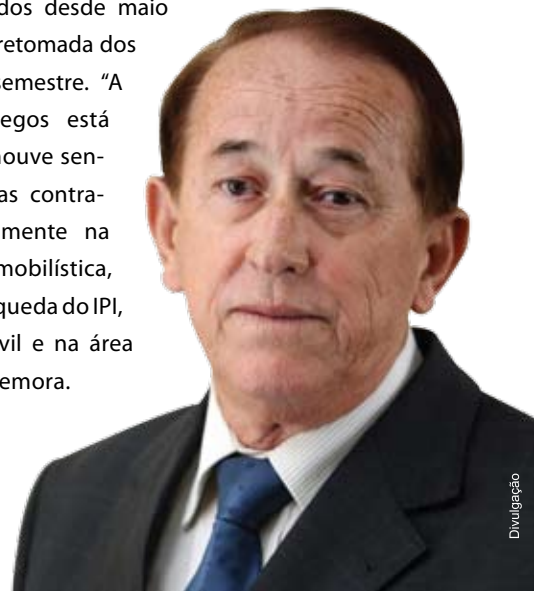 dos desde maio
retomada dos
semestre. “A
egos está
houve sen-
as contra-
mente na
mobilística,
queda do IPI,
vil e na área
emora.
Divulgação